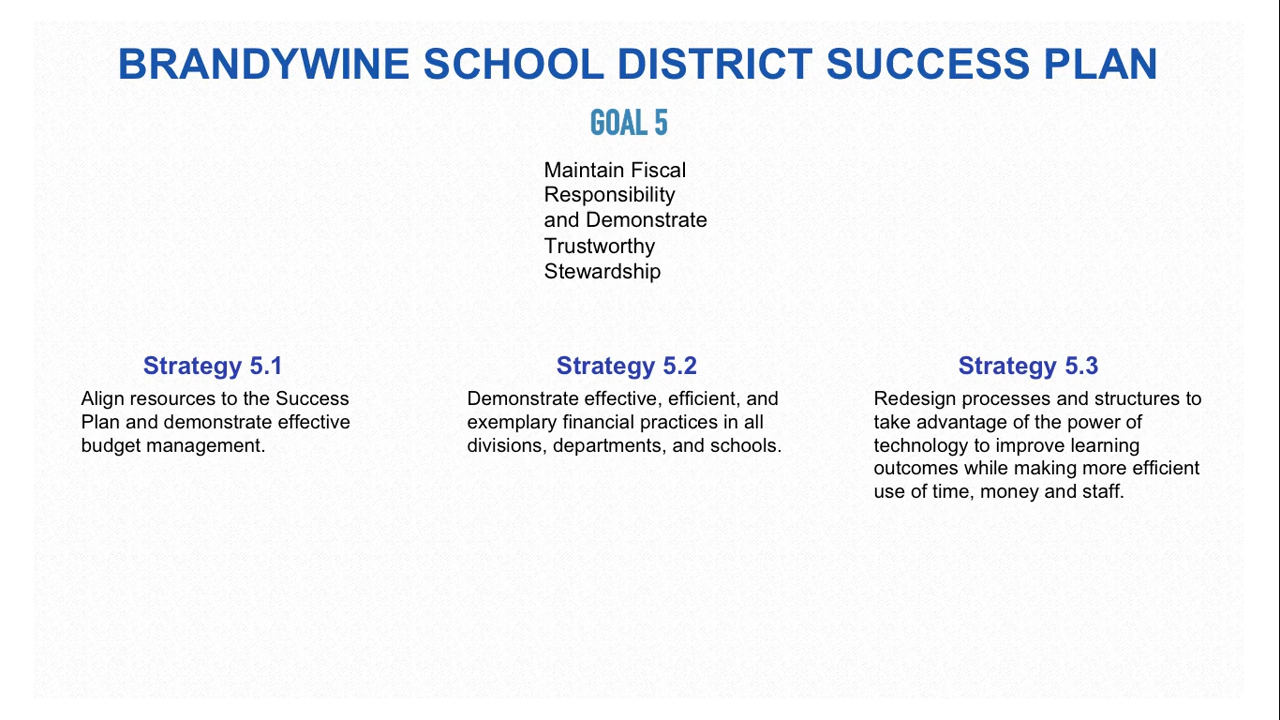 BRANDYWINE SCHOOL DISTRICT SUCCESS PLAN
GOAL 5
Maintain Fiscal
Responsibility
and Demonstrate
Trustworthy
Stewardship
Strategy 5.1
Align resources to the Success
Plan and demonstrate effective
budget management.
Strategy 5.2
Demonstrate effective, efficient, and
exemplary financial practices in all
divisions, departments, and schools.
Strategy 5.3
Redesign processes and structures to
take advantage of the power of
technology to improve learning
outcomes while making more efficient
use of time, money and staff.